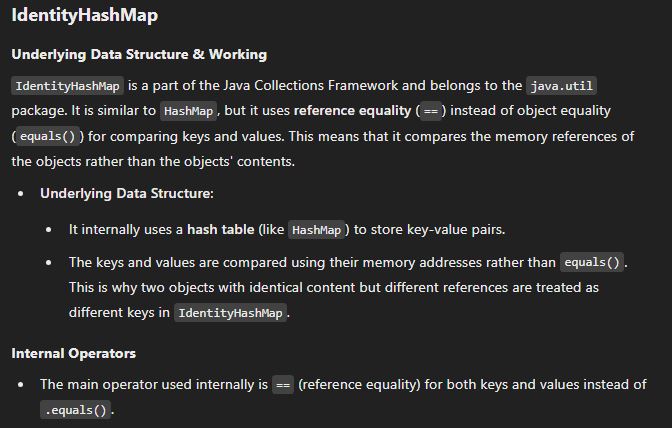 IdentityHashMap
Underlying Data Structure & Working
IdentityHashMap is a part of the Java Collections Framework and belongs to the java.util
package. It is similar to HashMap, but it uses reference equality (==) instead of object equality
(equals()) for comparing keys and values. This means that it compares the memory references of
the objects rather than the objects' contents.
• Underlying Data Structure:
• It internally uses a hash table (like HashMap) to store key-value pairs.
• The keys and values are compared using their memory addresses rather than equals().
This is why two objects with identical content but different references are treated as
different keys in IdentityHashMap.
Internal Operators
• The main operator used internally is == (reference equality) for both keys and values instead of
.equals().